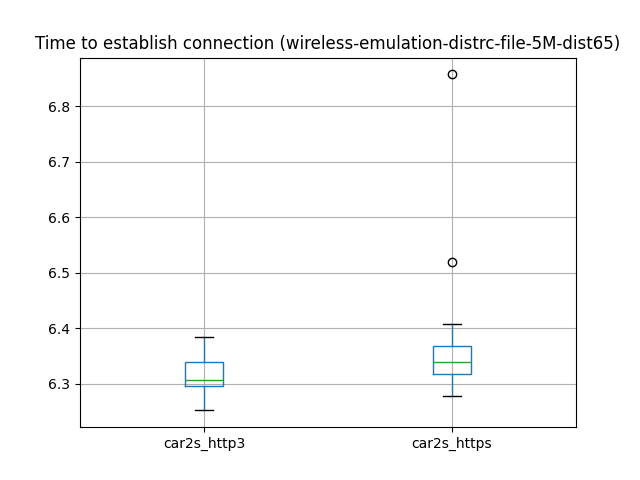 Time to establish connection (wireless-emulation-distrc-file-5M-dist65)
6.8
6.7
6.6
6.5
6.4
6.3
car2s_http3
car2s_https